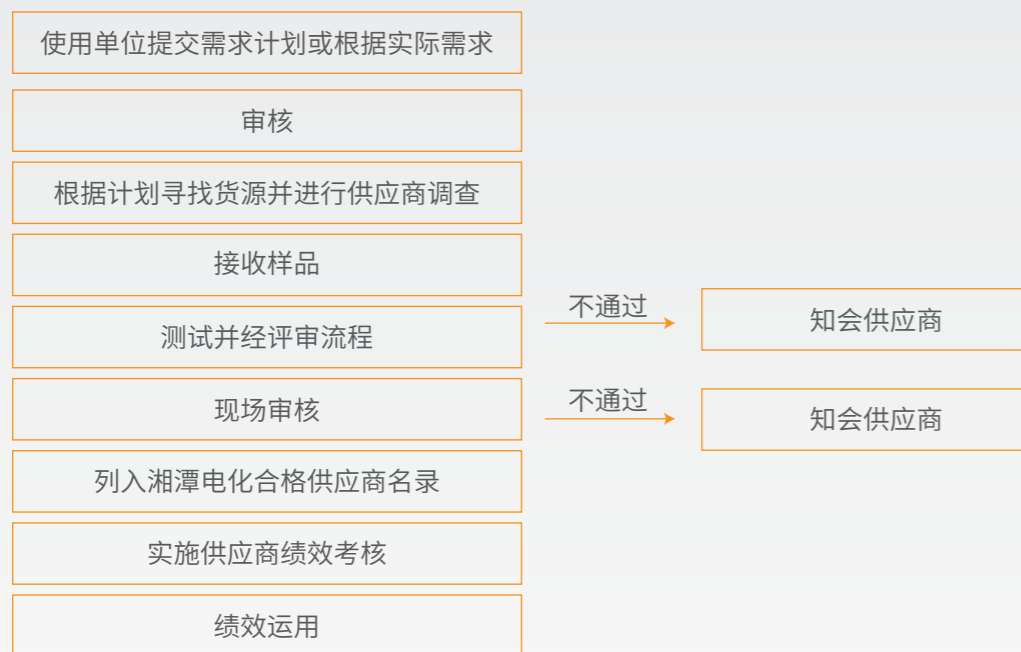 使用单位提交需求计划或根据实际需求
审核
根据计划寻找货源并进行供应商调查
接收样品
测试并经评审流程
不通过
知会供应商
现场审核
不通过
知会供应商
列入湘潭电化合格供应商名录
实施供应商绩效考核
绩效运用